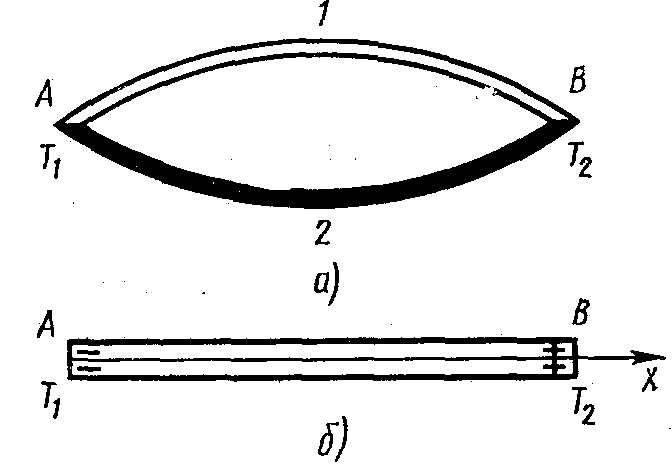 1
A B
T₁ T₂
2
а)
A B
T₁ T₂ x
б)